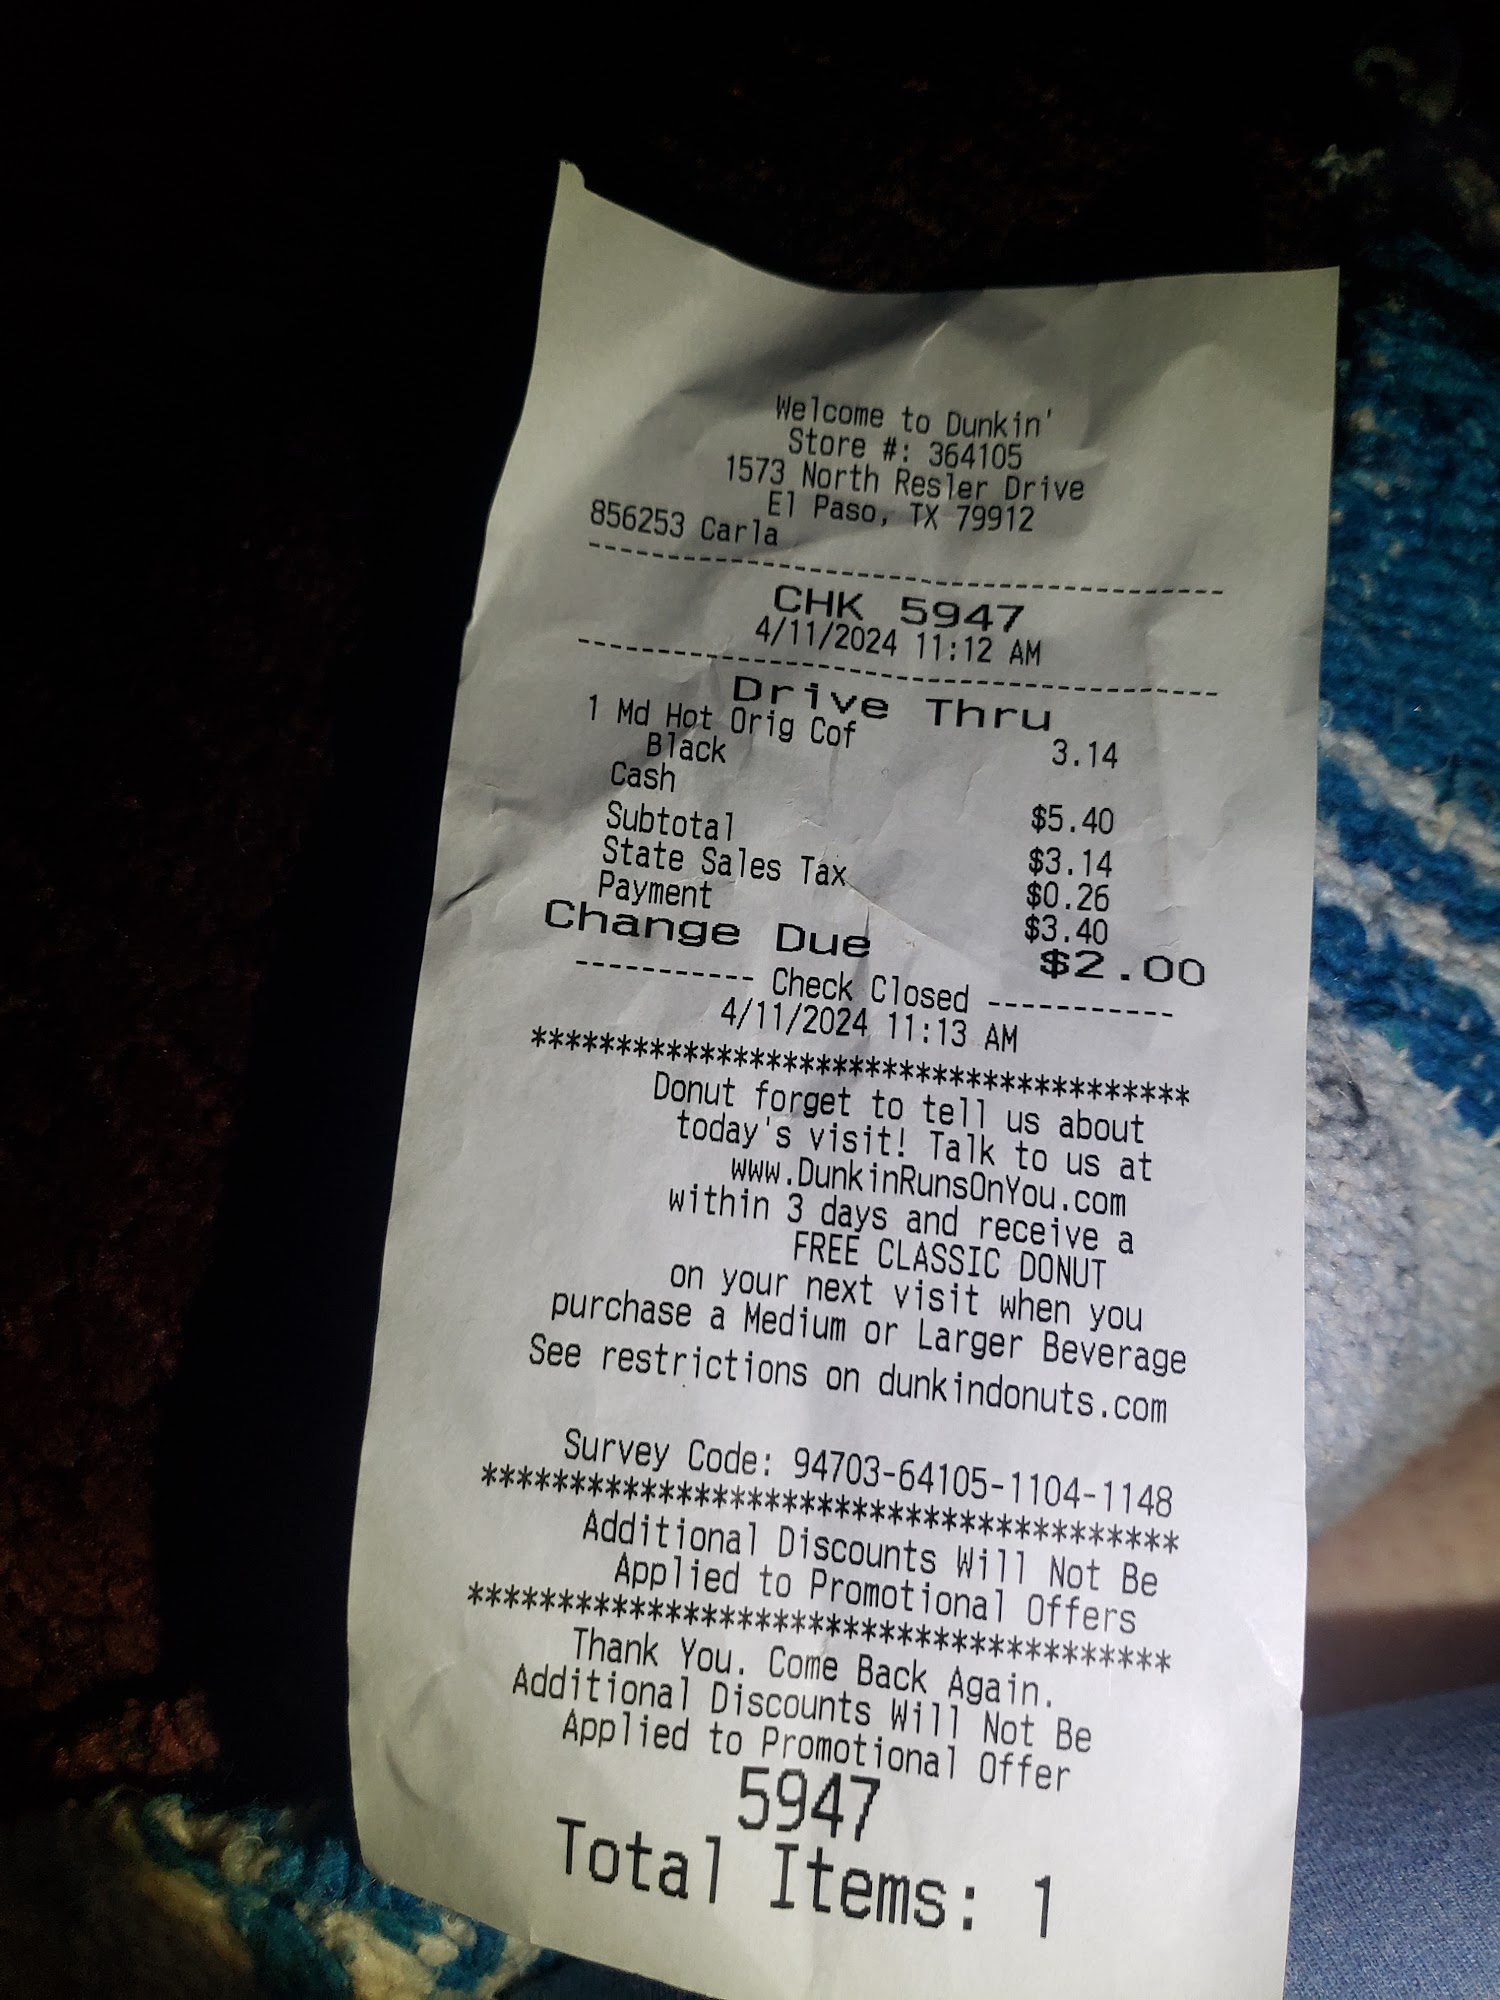 Welcome to Dunkin'
Store #: 364105
1573 North Resler Drive
El Paso, TX 79912
856253 Carla
----------------------------------------
CHK 5947
4/11/2024 11:12 AM
----------------------------------------
Drive Thru
1 Md Hot Orig Cof 3.14
Black
Cash $5.40
Subtotal $3.14
State Sales Tax $0.26
Payment $3.40
Change Due $2.00
----------- Check Closed -----------
4/11/2024 11:13 AM
****************************************
Donut forget to tell us about
today's visit! Talk to us at
www.DunkinRunsOnYou.com
within 3 days and receive a
FREE CLASSIC DONUT
on your next visit when you
purchase a Medium or Larger Beverage
See restrictions on dunkindonuts.com
Survey Code: 94703-64105-1104-1148
****************************************
Additional Discounts Will Not Be
Applied to Promotional Offers
****************************************
Thank You. Come Back Again.
Additional Discounts Will Not Be
Applied to Promotional Offer
5947
Total Items: 1